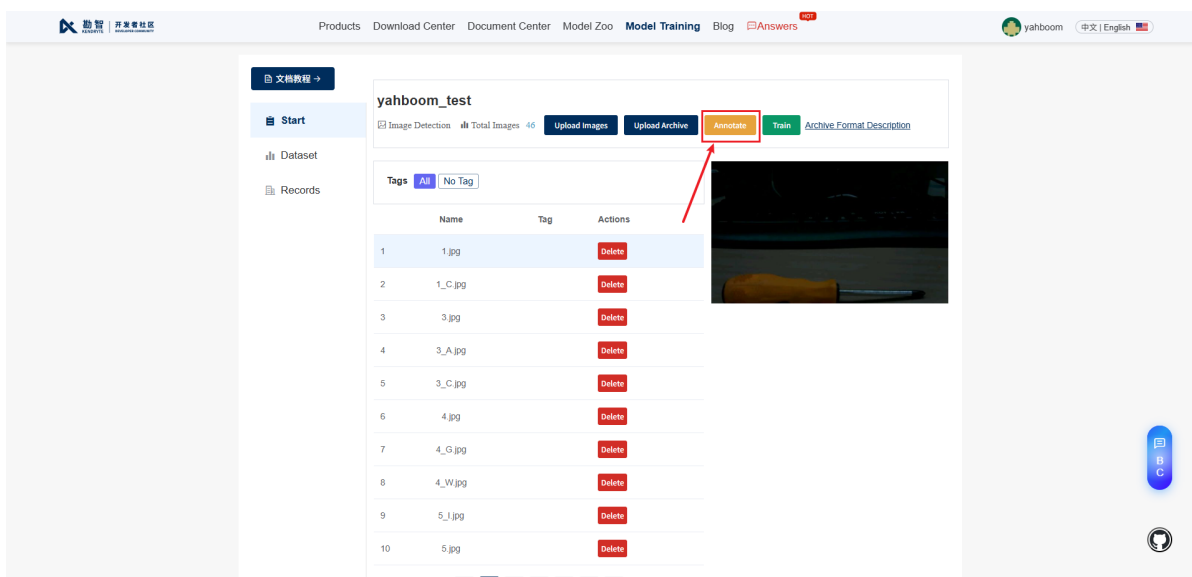 勘智 开发者社区
KENDRYTE DEVELOPER COMMUNITY
Products Download Center Document Center Model Zoo Model Training Blog Answers HOT
yahboom 中文 | English
文档教程 →
Start
Dataset
Records
yahboom_test
Image Detection Total Images 46 Upload Images Upload Archive Annotate Train Archive Format Description
Tags All No Tag
Name Tag Actions
1 1.jpg Delete
2 1_C.jpg Delete
3 3.jpg Delete
4 3_A.jpg Delete
5 3_C.jpg Delete
6 4.jpg Delete
7 4_G.jpg Delete
8 4_W.jpg Delete
9 5_I.jpg Delete
10 5.jpg Delete
B
C